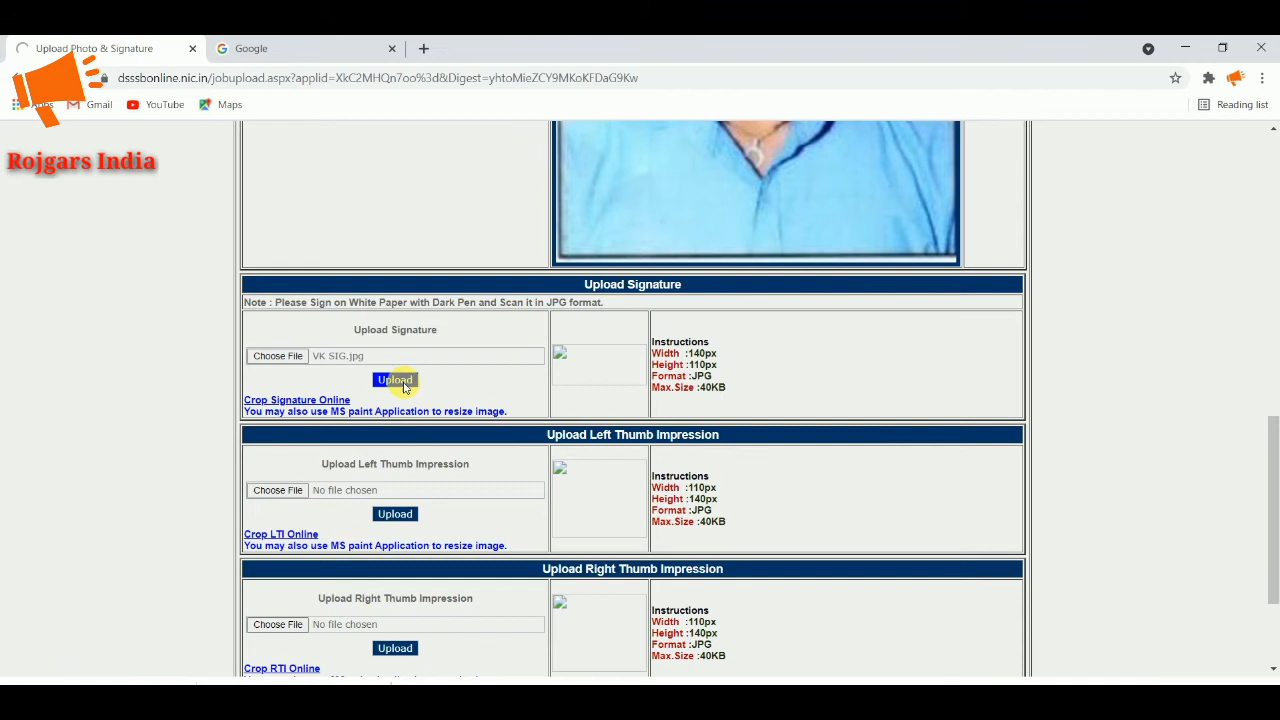 Upload Photo & Signature
Google
dsssbonline.nic.in/jobupload.aspx?applid=XkC2MHQn7oo%3d&Digest=yhtoMieZCY9MKoKFDaG9Kw
Apps
Gmail
YouTube
Maps
Reading list
Rojgars India
Upload Signature
Note : Please Sign on White Paper with Dark Pen and Scan it in JPG format.
Upload Signature
Choose File VK SIG.jpg
Upload
Crop Signature Online
You may also use MS paint Application to resize image.
Instructions
Width :140px
Height :110px
Format :JPG
Max.Size :40KB
Upload Left Thumb Impression
Upload Left Thumb Impression
Choose File No file chosen
Upload
Crop LTI Online
You may also use MS paint Application to resize image.
Instructions
Width :110px
Height :140px
Format :JPG
Max.Size :40KB
Upload Right Thumb Impression
Upload Right Thumb Impression
Choose File No file chosen
Upload
Crop RTI Online
Instructions
Width :110px
Height :140px
Format :JPG
Max.Size :40KB